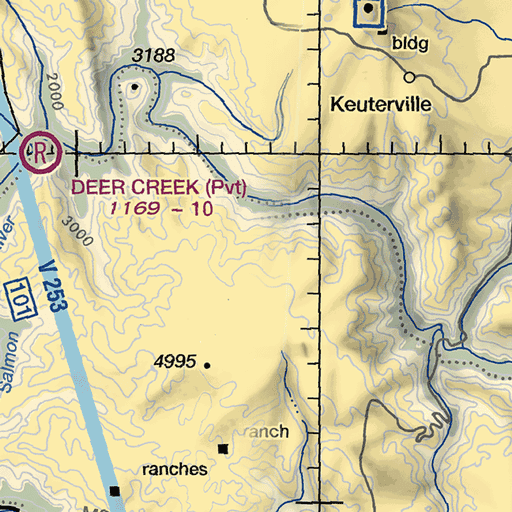 bldg
3188
Keuterville
2000
R
DEER CREEK (Pvt)
1169 – 10
3000
V 253
101
Salmon
4995
ranch
ranches